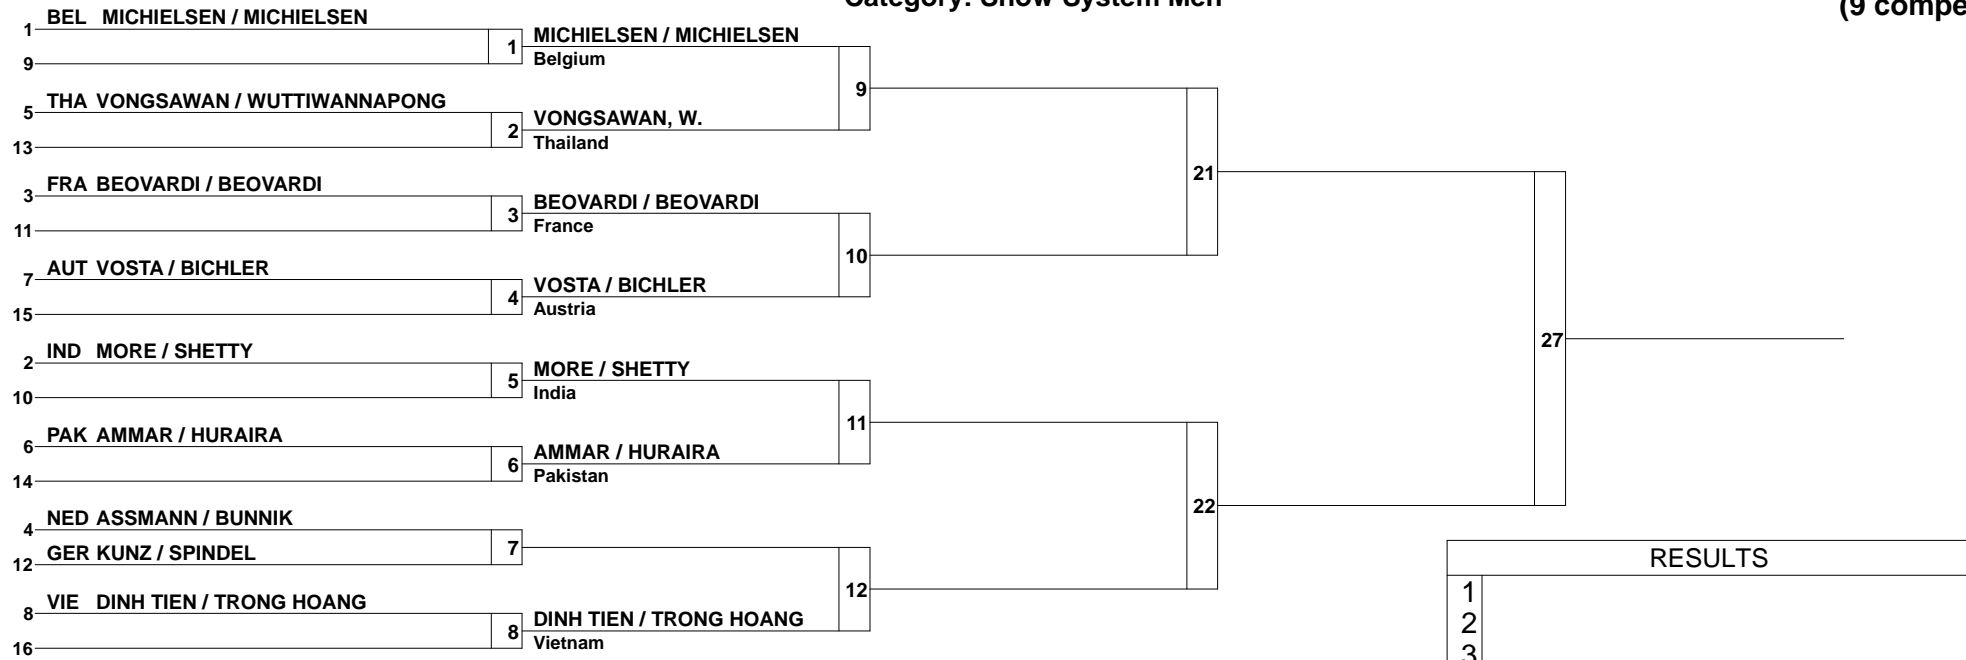 Category: Show System Men
(9 compe
1 BEL MICHIELSEN / MICHIELSEN
9
1
MICHIELSEN / MICHIELSEN
Belgium
5 THA VONGSAWAN / WUTTIWANNAPONG
13
2
VONGSAWAN, W.
Thailand
9
3 FRA BEOVARDI / BEOVARDI
11
3
BEOVARDI / BEOVARDI
France
7 AUT VOSTA / BICHLER
15
4
VOSTA / BICHLER
Austria
10
21
2 IND MORE / SHETTY
10
5
MORE / SHETTY
India
6 PAK AMMAR / HURAIRA
14
6
AMMAR / HURAIRA
Pakistan
11
4 NED ASSMANN / BUNNIK
12 GER KUNZ / SPINDEL
7
8 VIE DINH TIEN / TRONG HOANG
16
8
DINH TIEN / TRONG HOANG
Vietnam
12
22
27
RESULTS
1
2
3